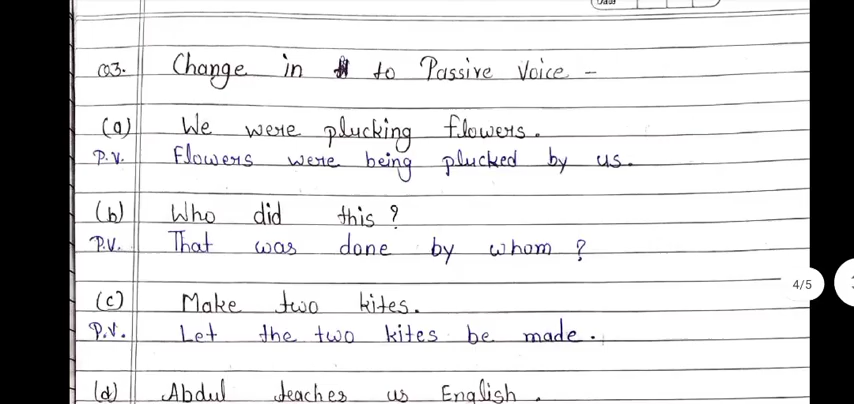 Date
Q3. Change in to Passive Voice -
(a) We were plucking flowers.
P.V. Flowers were being plucked by us.
(b) Who did this?
P.V. That was done by whom?
(c) Make two kites.
4/5
P.V. Let the two kites be made.
(d) Abdul teaches us English.